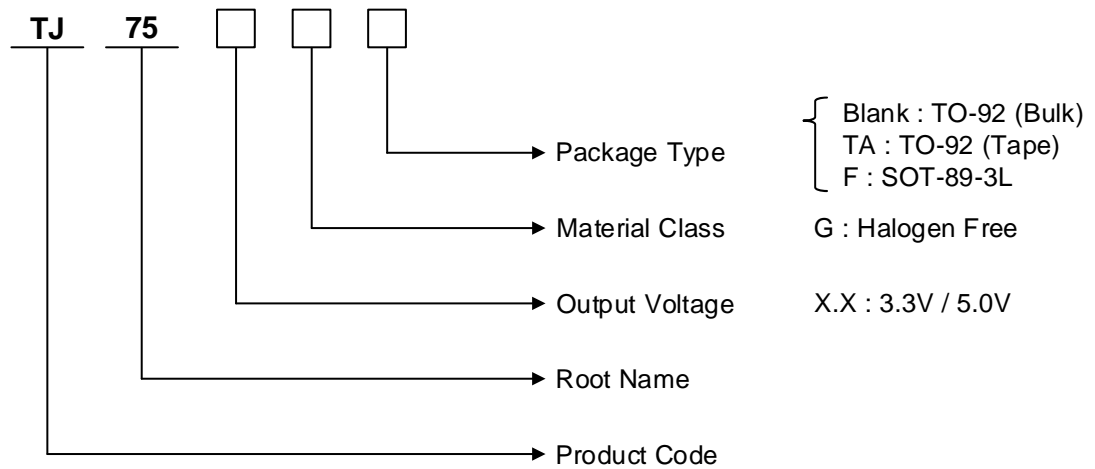 TJ 75
Blank : TO-92 (Bulk)
TA : TO-92 (Tape)
F : SOT-89-3L
Package Type
Material Class G : Halogen Free
Output Voltage X.X : 3.3V / 5.0V
Root Name
Product Code